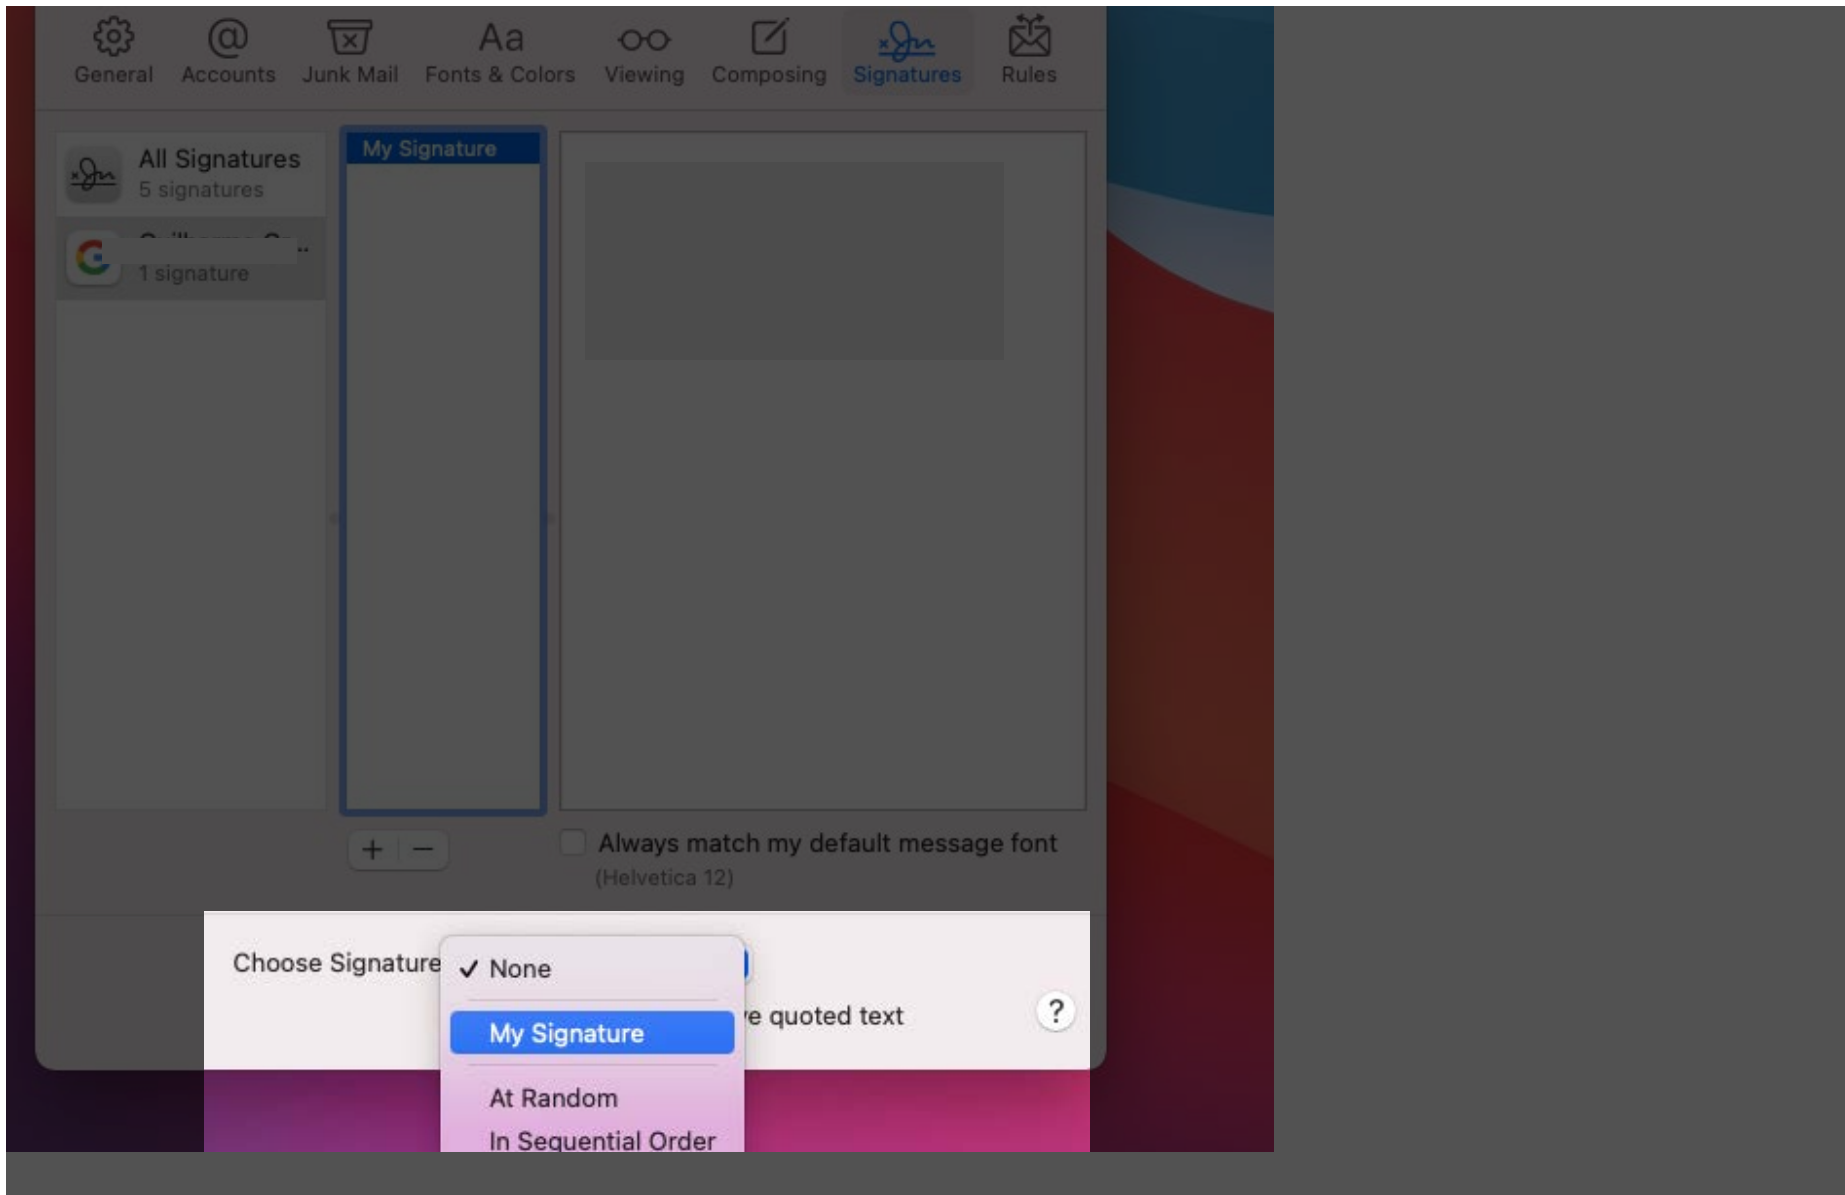 General Accounts Junk Mail Fonts & Colors Viewing Composing Signatures Rules
All Signatures
5 signatures
1 signature
My Signature
+ −
Always match my default message font
(Helvetica 12)
Choose Signature
✓ None
quoted text
?
My Signature
At Random
In Sequential Order